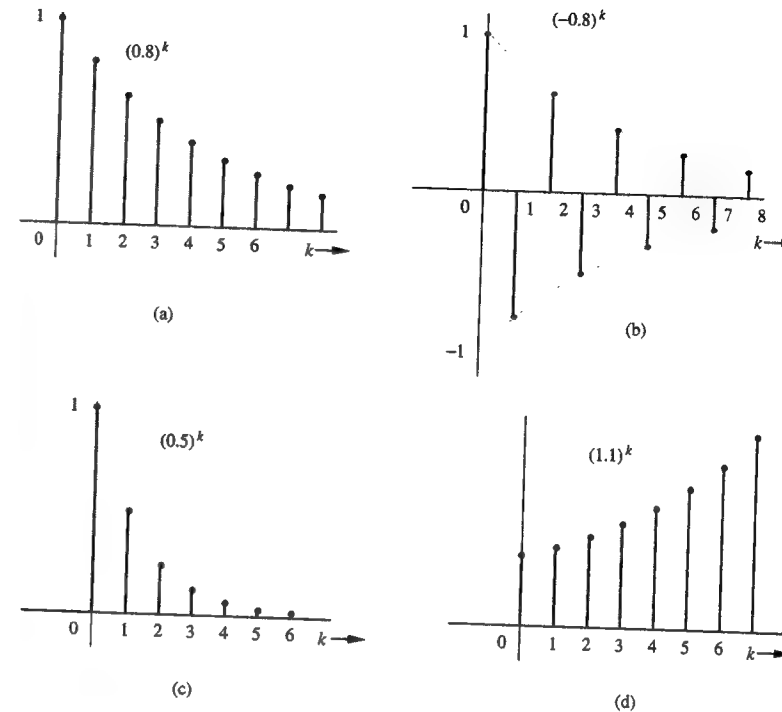 1
(0.8)^k
0 1 2 3 4 5 6 k
(a)
(−0.8)^k
1
0 1 2 3 4 5 6 7 8
k
−1
(b)
1
(0.5)^k
0 1 2 3 4 5 6 k
(c)
(1.1)^k
0 1 2 3 4 5 6 k
(d)